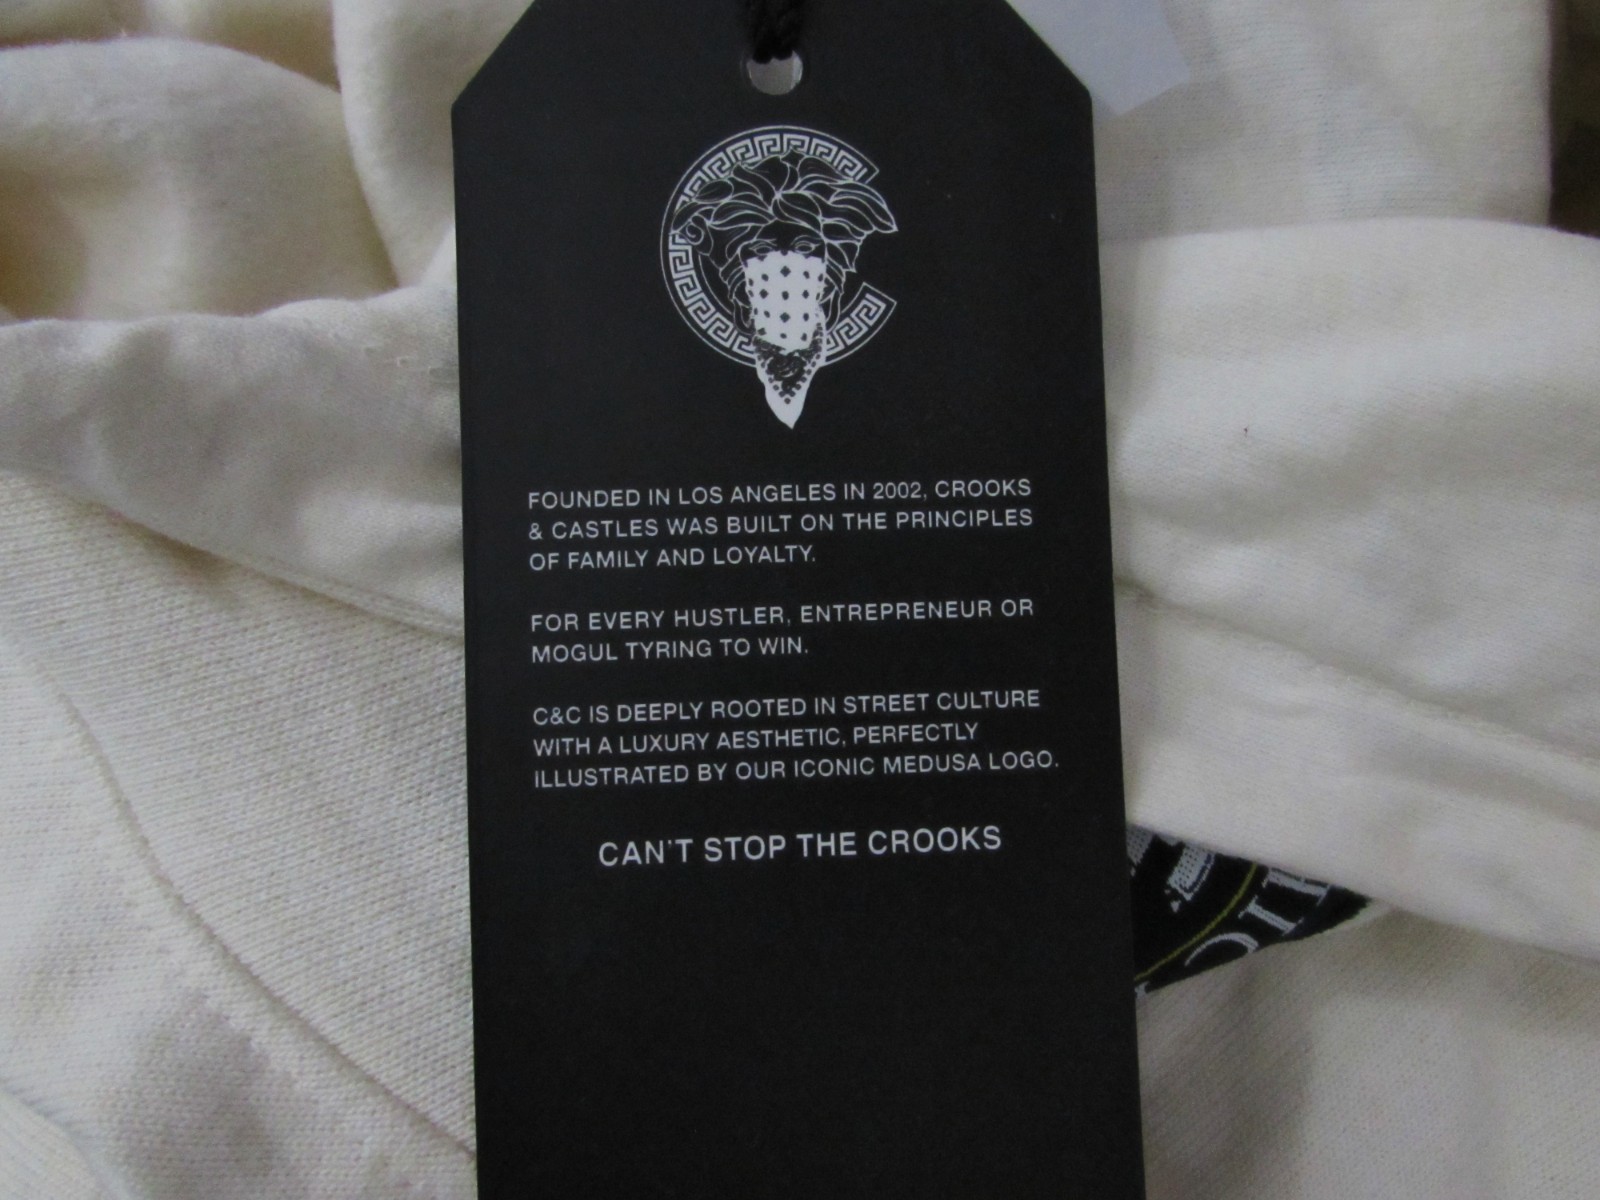 FOUNDED IN LOS ANGELES IN 2002, CROOKS
& CASTLES WAS BUILT ON THE PRINCIPLES
OF FAMILY AND LOYALTY.
FOR EVERY HUSTLER, ENTREPRENEUR OR
MOGUL TYRING TO WIN.
C&C IS DEEPLY ROOTED IN STREET CULTURE
WITH A LUXURY AESTHETIC, PERFECTLY
ILLUSTRATED BY OUR ICONIC MEDUSA LOGO.
CAN'T STOP THE CROOKS